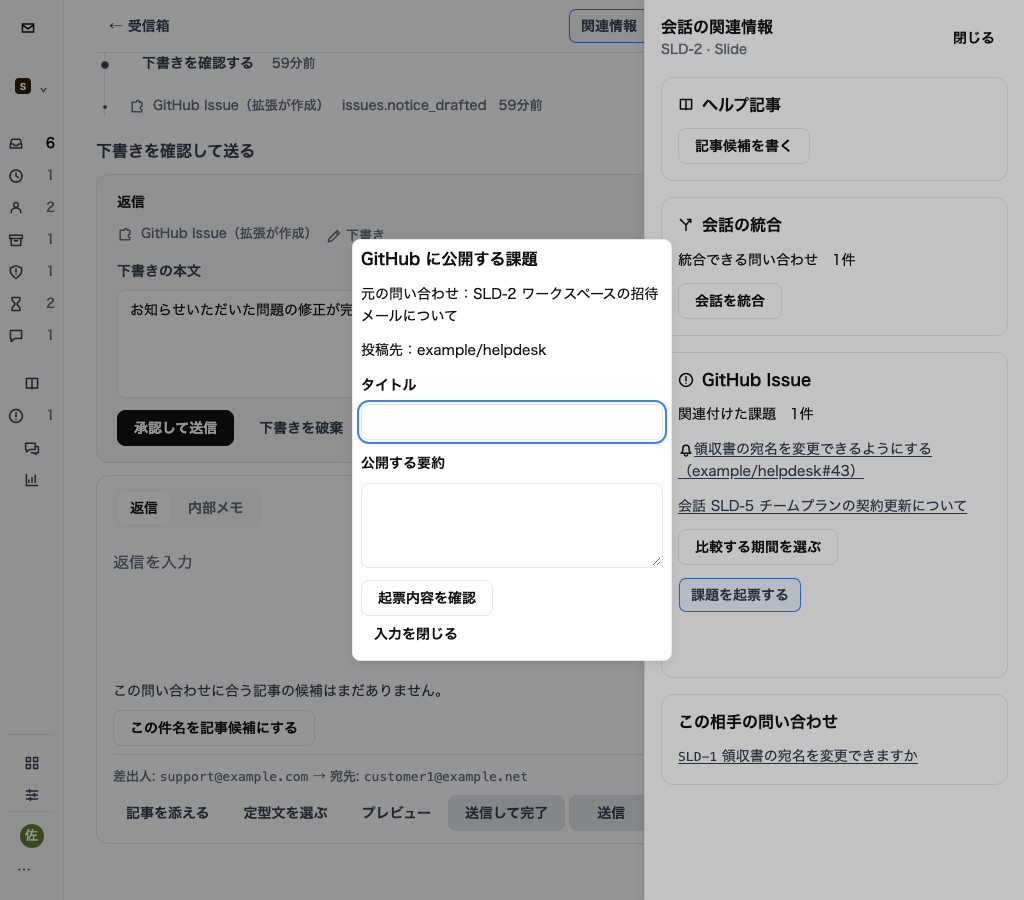 S
6
1
2
1
1
2
1
1
佐
…
← 受信箱
関連情報
下書きを確認する 59分前
GitHub Issue（拡張が作成） issues.notice_drafted 59分前
下書きを確認して送る
返信
GitHub Issue（拡張が作成） 下書き
下書きの本文
お知らせいただいた問題の修正が完
承認して送信 下書きを破棄
返信 内部メモ
返信を入力
この問い合わせに合う記事の候補はまだありません。
この件名を記事候補にする
差出人: support@example.com → 宛先: customer1@example.net
記事を添える 定型文を選ぶ プレビュー 送信して完了 送信
GitHub に公開する課題
元の問い合わせ：SLD-2 ワークスペースの招待
メールについて
投稿先：example/helpdesk
タイトル
公開する要約
起票内容を確認
入力を閉じる
会話の関連情報
SLD-2 · Slide
閉じる
ヘルプ記事
記事候補を書く
会話の統合
統合できる問い合わせ 1件
会話を統合
GitHub Issue
関連付けた課題 1件
領収書の宛名を変更できるようにする
（example/helpdesk#43）
会話 SLD-5 チームプランの契約更新について
比較する期間を選ぶ
課題を起票する
この相手の問い合わせ
SLD-1 領収書の宛名を変更できますか